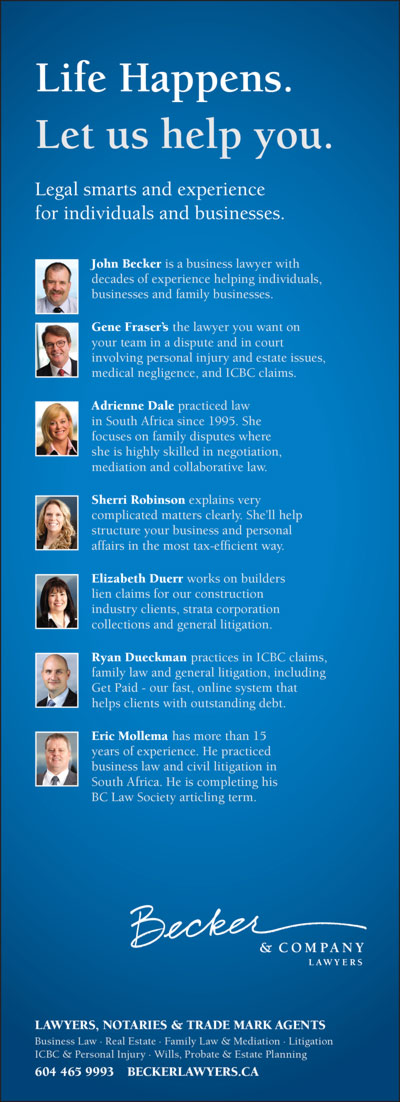 Life Happens.
Let us help you.
Legal smarts and experience
for individuals and businesses.
John Becker is a business lawyer with
decades of experience helping individuals,
businesses and family businesses.
Gene Fraser's the lawyer you want on
your team in a dispute and in court
involving personal injury and estate issues,
medical negligence, and ICBC claims.
Adrienne Dale practiced law
in South Africa since 1995. She
focuses on family disputes where
she is highly skilled in negotiation,
mediation and collaborative law.
Sherri Robinson explains very
complicated matters clearly. She'll help
structure your business and personal
affairs in the most tax-efficient way.
Elizabeth Duerr works on builders
lien claims for our construction
industry clients, strata corporation
collections and general litigation.
Ryan Dueckman practices in ICBC claims,
family law and general litigation, including
Get Paid - our fast, online system that
helps clients with outstanding debt.
Eric Mollema has more than 15
years of experience. He practiced
business law and civil litigation in
South Africa. He is completing his
BC Law Society articling term.
Becker
& COMPANY
LAWYERS
LAWYERS, NOTARIES & TRADE MARK AGENTS
Business Law · Real Estate · Family Law & Mediation · Litigation
ICBC & Personal Injury · Wills, Probate & Estate Planning
604 465 9993 BECKERLAWYERS.CA